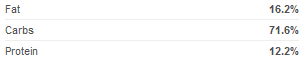 Fat 16.2%
Carbs 71.6%
Protein 12.2%